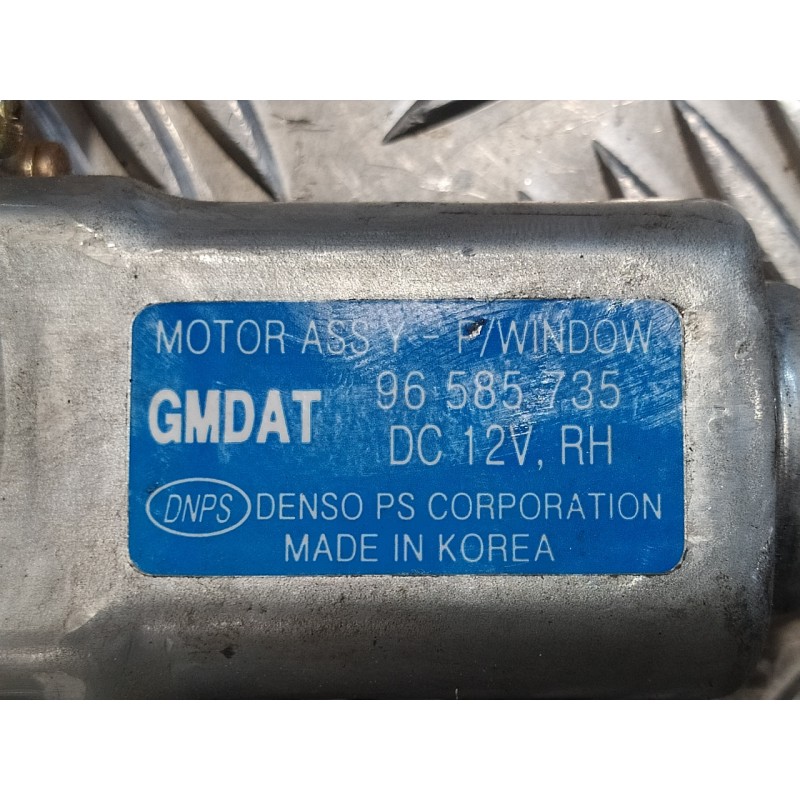 MOTOR ASS Y - P/WINDOW
GMDAT 96 585 735
DC 12V, RH
DNPS DENSO PS CORPORATION
MADE IN KOREA